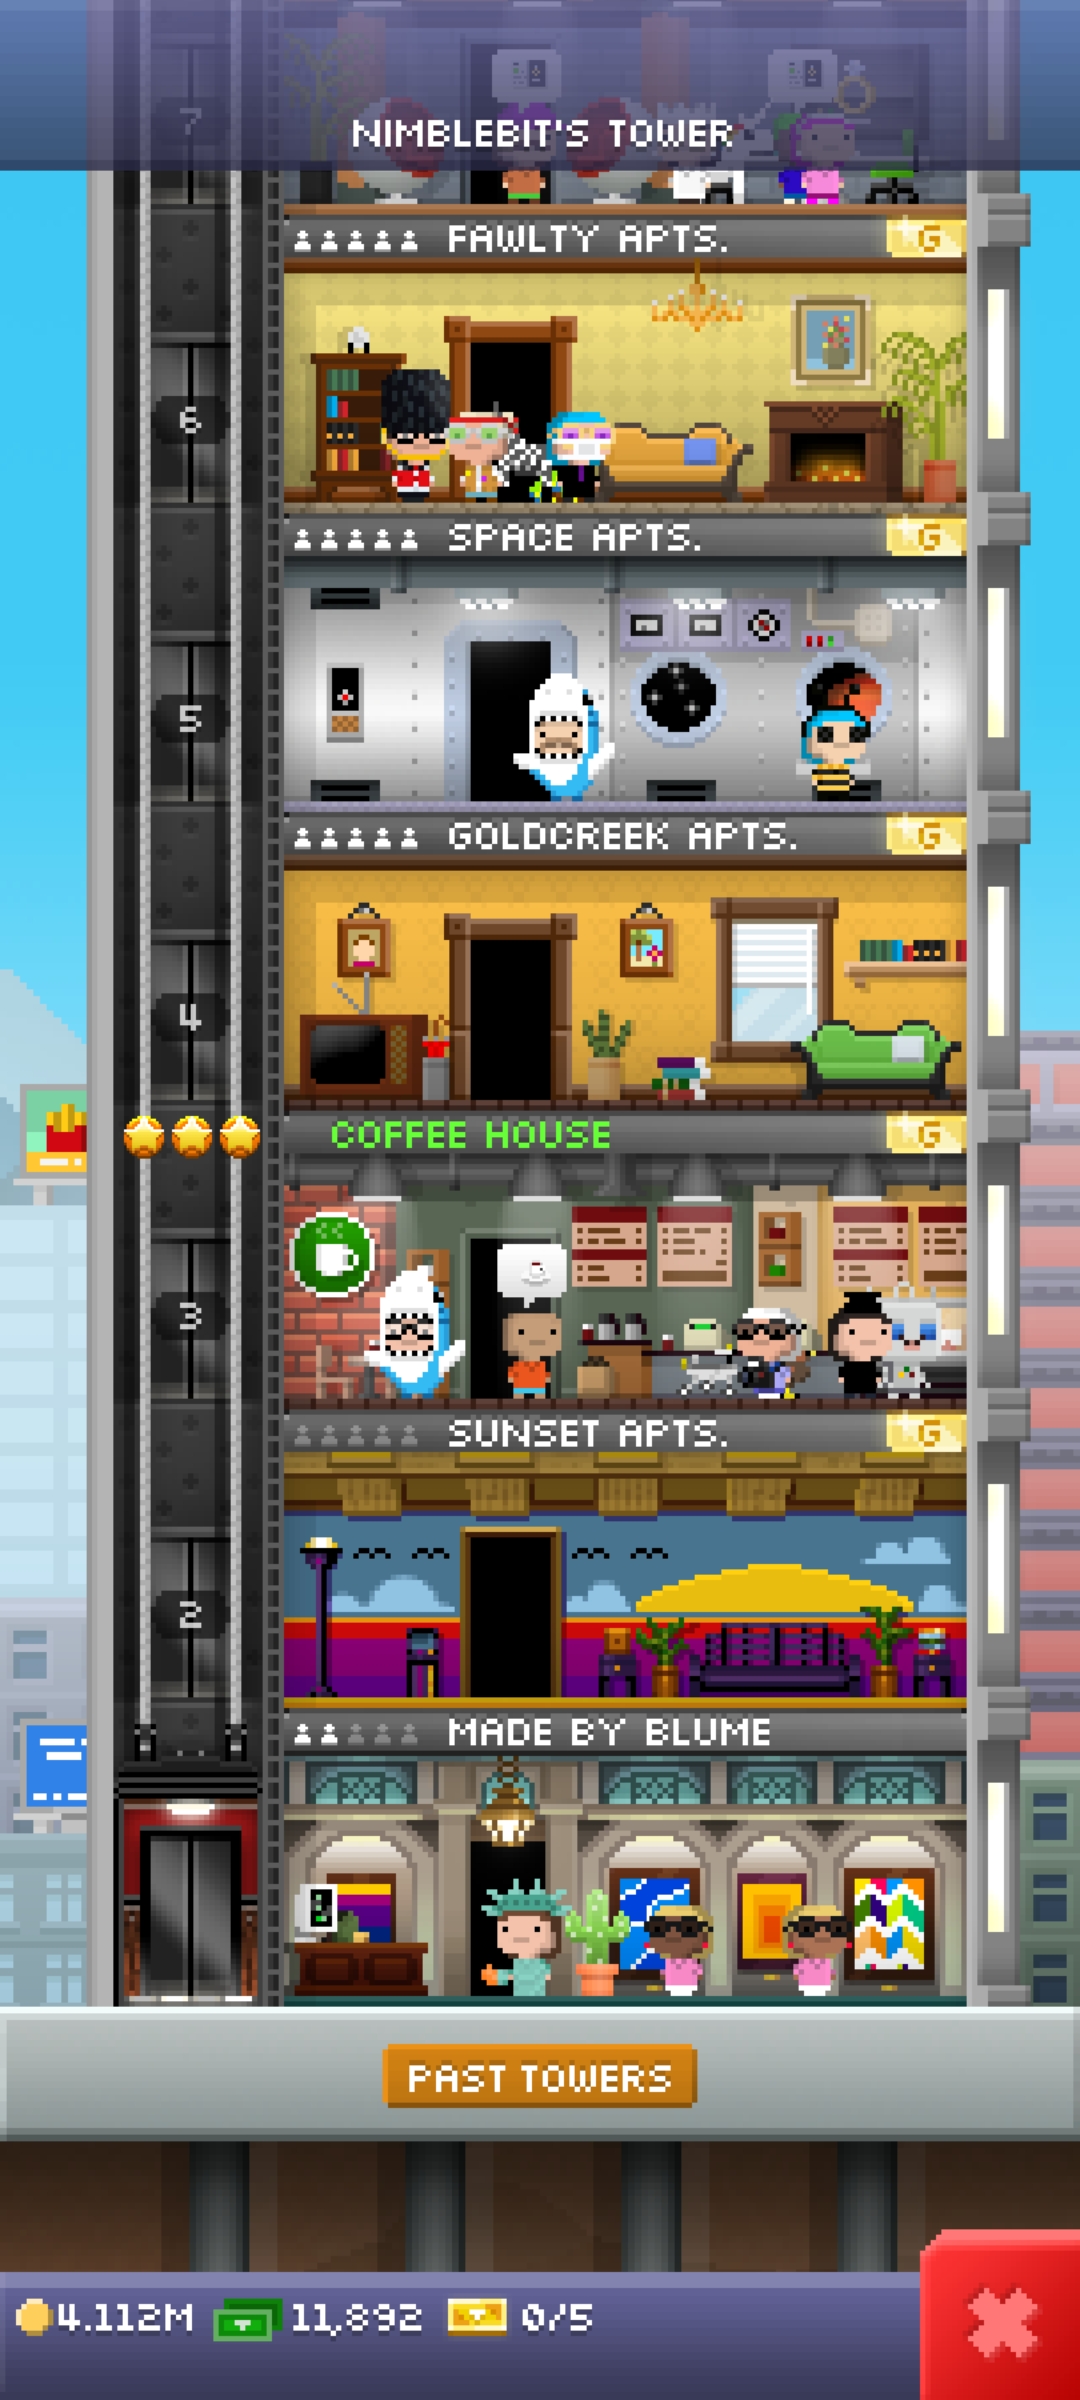 7
NIMBLEBIT'S TOWER
FAWLTY APTS. G
6
SPACE APTS. G
5
GOLDCREEK APTS. G
4
COFFEE HOUSE G
3
SUNSET APTS. G
2
MADE BY BLUME
PAST TOWERS
4.112M 11,892 0/5